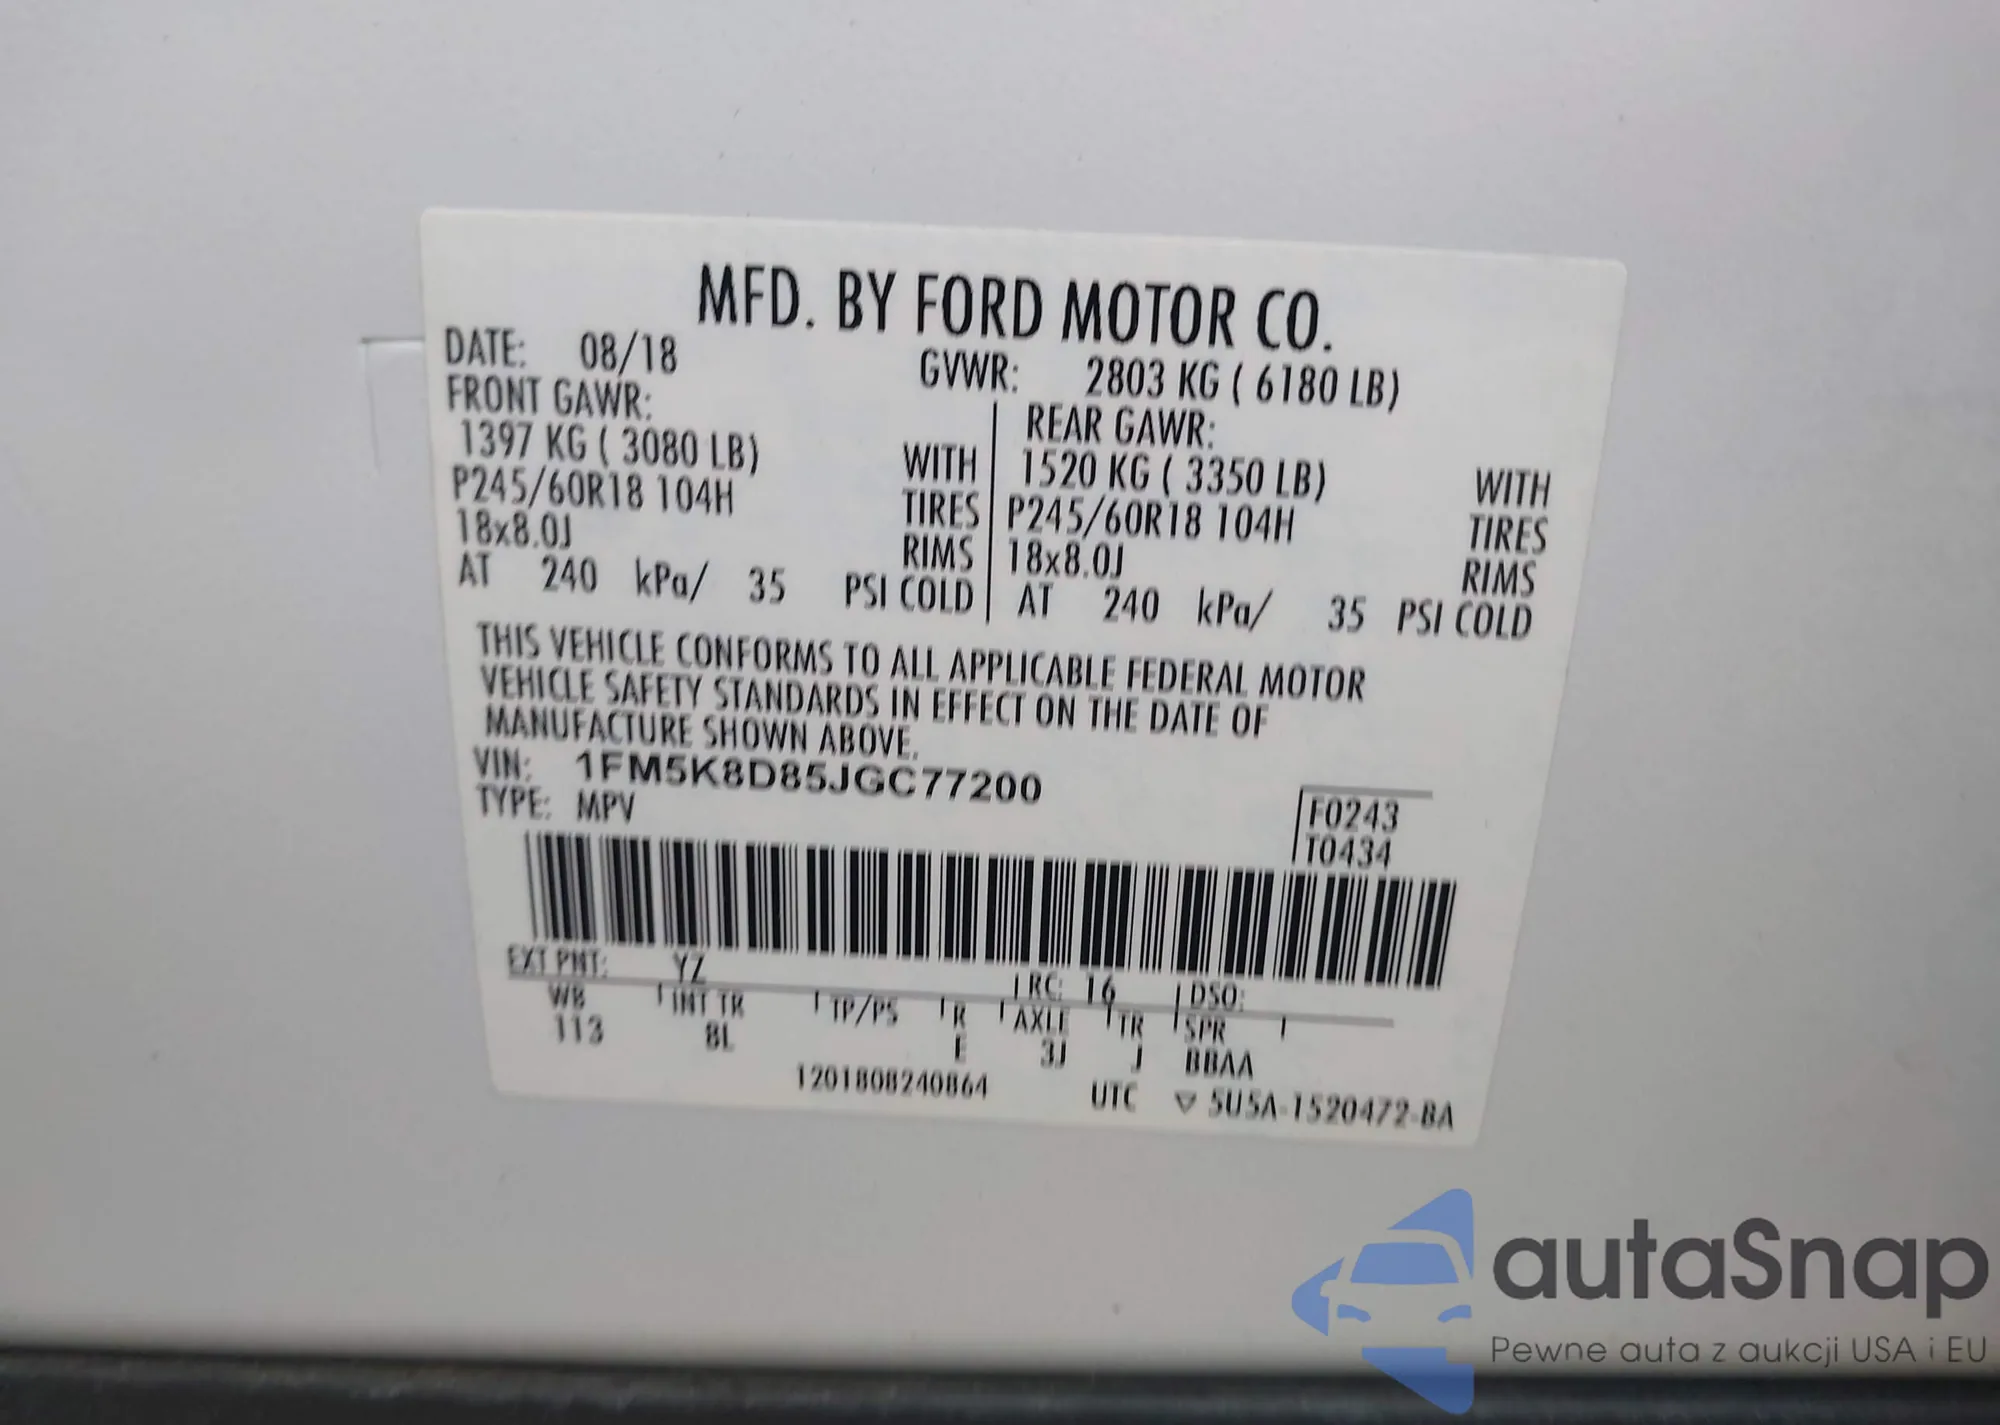 MFD. BY FORD MOTOR CO.
DATE: 08/18 GVWR: 2803 KG ( 6180 LB)
FRONT GAWR: REAR GAWR:
1397 KG ( 3080 LB) WITH 1520 KG ( 3350 LB) WITH
P245/60R18 104H TIRES P245/60R18 104H TIRES
18x8.0J RIMS 18x8.0J RIMS
AT 240 kPa/ 35 PSI COLD AT 240 kPa/ 35 PSI COLD
THIS VEHICLE CONFORMS TO ALL APPLICABLE FEDERAL MOTOR
VEHICLE SAFETY STANDARDS IN EFFECT ON THE DATE OF
MANUFACTURE SHOWN ABOVE.
VIN: 1FM5K8D85JGC77200
TYPE: MPV
F0243
T0434
EXT PNT: YZ RC: 16 DSO:
WB INT TR TP/PS R AXLE TR SPR
113 8L E 3J J BBAA
1201808240864 UTC ▽ 5U5A-1520472-BA
autaSnap
Pewne auta z aukcji USA i EU